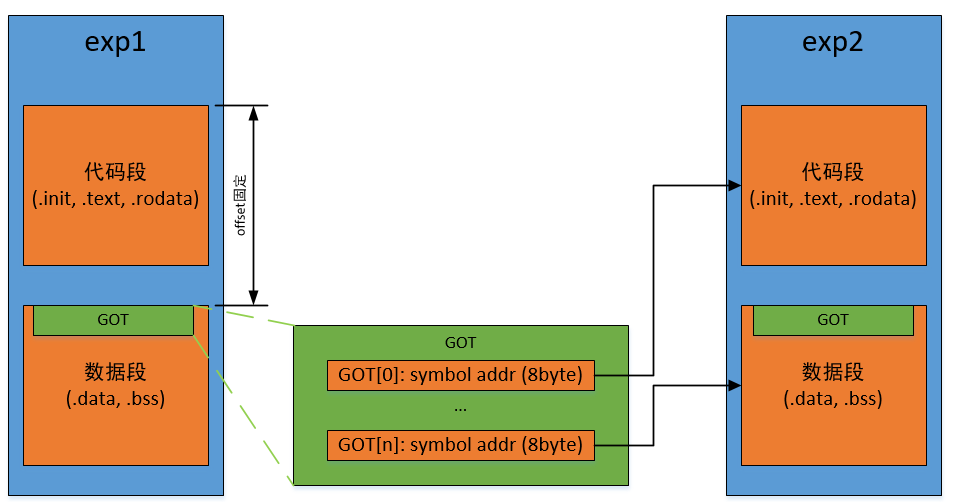 exp1
代码段
(.init, .text, .rodata)
offset固定
GOT
数据段
(.data, .bss)
GOT
GOT[0]: symbol addr (8byte)
...
GOT[n]: symbol addr (8byte)
exp2
代码段
(.init, .text, .rodata)
GOT
数据段
(.data, .bss)